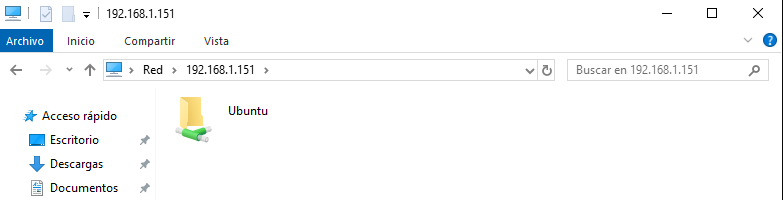 192.168.1.151
Archivo Inicio Compartir Vista
Red 192.168.1.151 Buscar en 192.168.1.151
Acceso rápido
Escritorio
Descargas
Documentos
Ubuntu